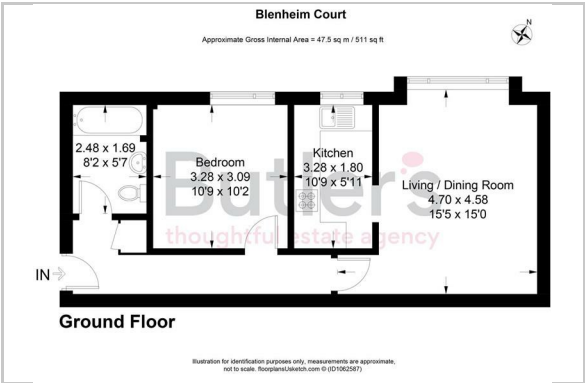 Blenheim Court
Approximate Gross Internal Area = 47.5 sq m / 511 sq ft
N
2.48 x 1.69
8'2 x 5'7
Bedroom
3.28 x 3.09
10'9 x 10'2
Kitchen
3.28 x 1.80
10'9 x 5'11
Living / Dining Room
4.70 x 4.58
15'5 x 15'0
Butler's
thoughtful estate agency
IN
Ground Floor
Illustration for identification purposes only, measurements are approximate,
not to scale. floorplansUsketch.com © (ID1062587)